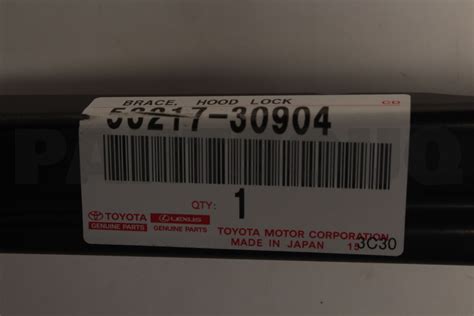 BRACE, HOOD LOCK
53217-30904
QTY: 1
TOYOTA LEXUS
GENUINE PARTS GENUINE PARTS
TOYOTA MOTOR CORPORATION
MADE IN JAPAN 13 3C30